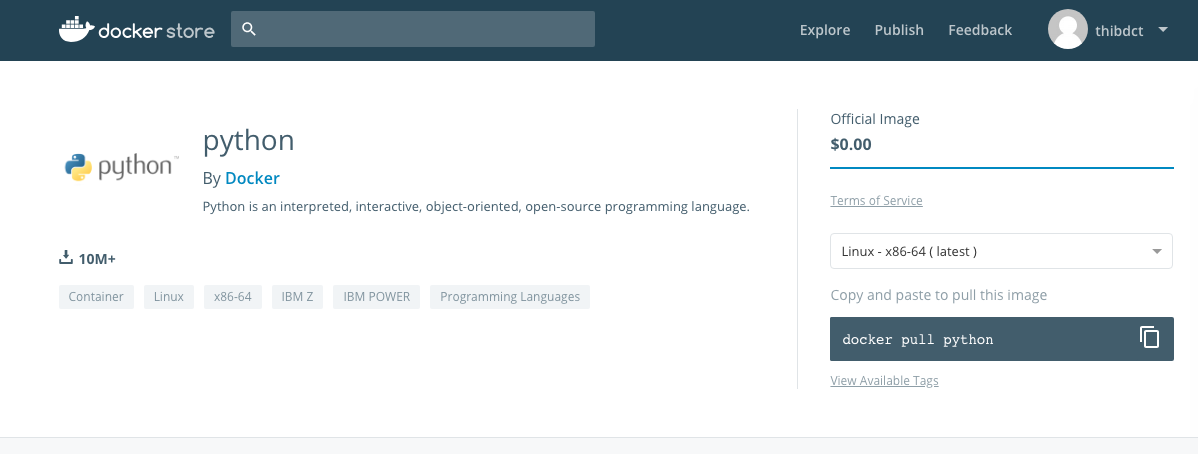 docker store
Explore
Publish
Feedback
thibdct
python™
python
By Docker
Python is an interpreted, interactive, object-oriented, open-source programming language.
10M+
Container
Linux
x86-64
IBM Z
IBM POWER
Programming Languages
Official Image
$0.00
Terms of Service
Linux - x86-64 ( latest )
Copy and paste to pull this image
docker pull python
View Available Tags